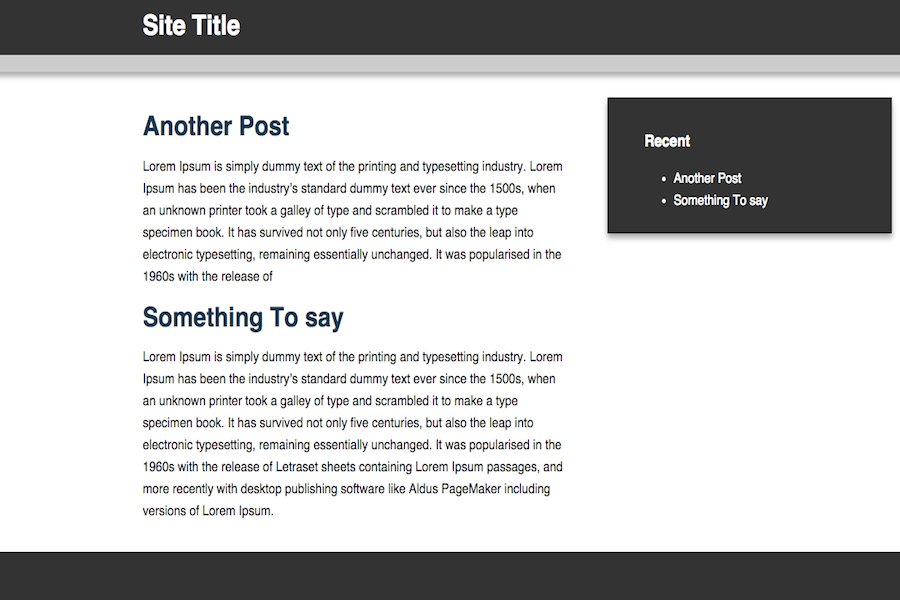 Site Title
Another Post
Lorem Ipsum is simply dummy text of the printing and typesetting industry. Lorem
Ipsum has been the industry's standard dummy text ever since the 1500s, when
an unknown printer took a galley of type and scrambled it to make a type
specimen book. It has survived not only five centuries, but also the leap into
electronic typesetting, remaining essentially unchanged. It was popularised in the
1960s with the release of
Something To say
Lorem Ipsum is simply dummy text of the printing and typesetting industry. Lorem
Ipsum has been the industry's standard dummy text ever since the 1500s, when
an unknown printer took a galley of type and scrambled it to make a type
specimen book. It has survived not only five centuries, but also the leap into
electronic typesetting, remaining essentially unchanged. It was popularised in the
1960s with the release of Letraset sheets containing Lorem Ipsum passages, and
more recently with desktop publishing software like Aldus PageMaker including
versions of Lorem Ipsum.
Recent
• Another Post
• Something To say